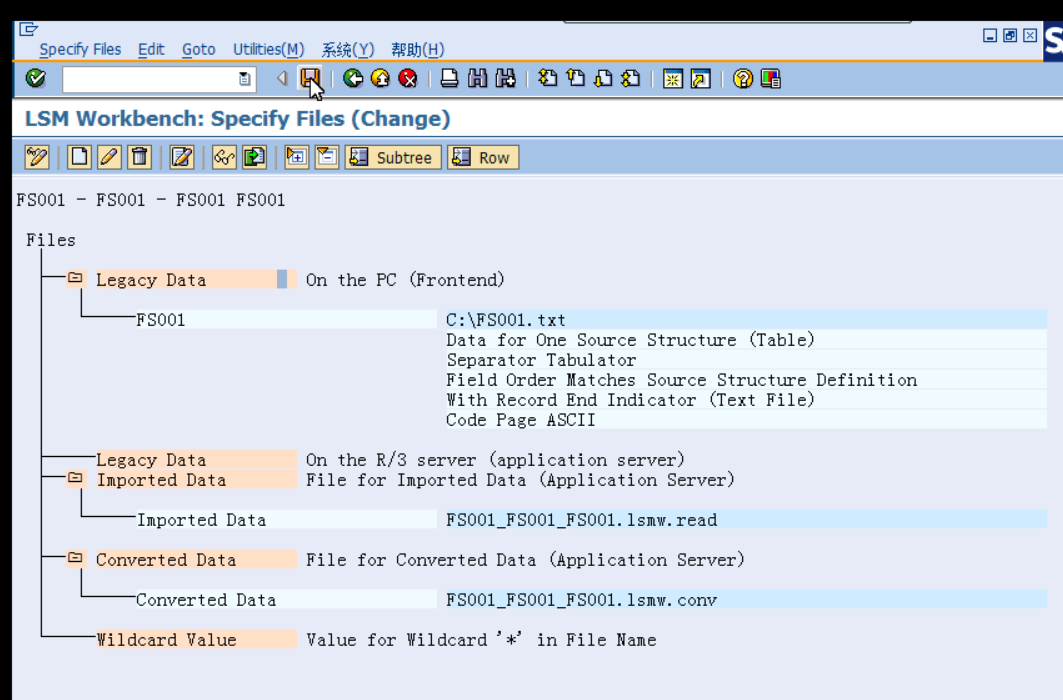 Specify Files Edit Goto Utilities(M) 系统(Y) 帮助(H)
S
LSM Workbench: Specify Files (Change)
Subtree Row
FS001 - FS001 - FS001 FS001
Files
Legacy Data On the PC (Frontend)
FS001 C:\FS001.txt
Data for One Source Structure (Table)
Separator Tabulator
Field Order Matches Source Structure Definition
With Record End Indicator (Text File)
Code Page ASCII
Legacy Data On the R/3 server (application server)
Imported Data File for Imported Data (Application Server)
Imported Data FS001_FS001_FS001.lsmw.read
Converted Data File for Converted Data (Application Server)
Converted Data FS001_FS001_FS001.lsmw.conv
Wildcard Value Value for Wildcard '*' in File Name